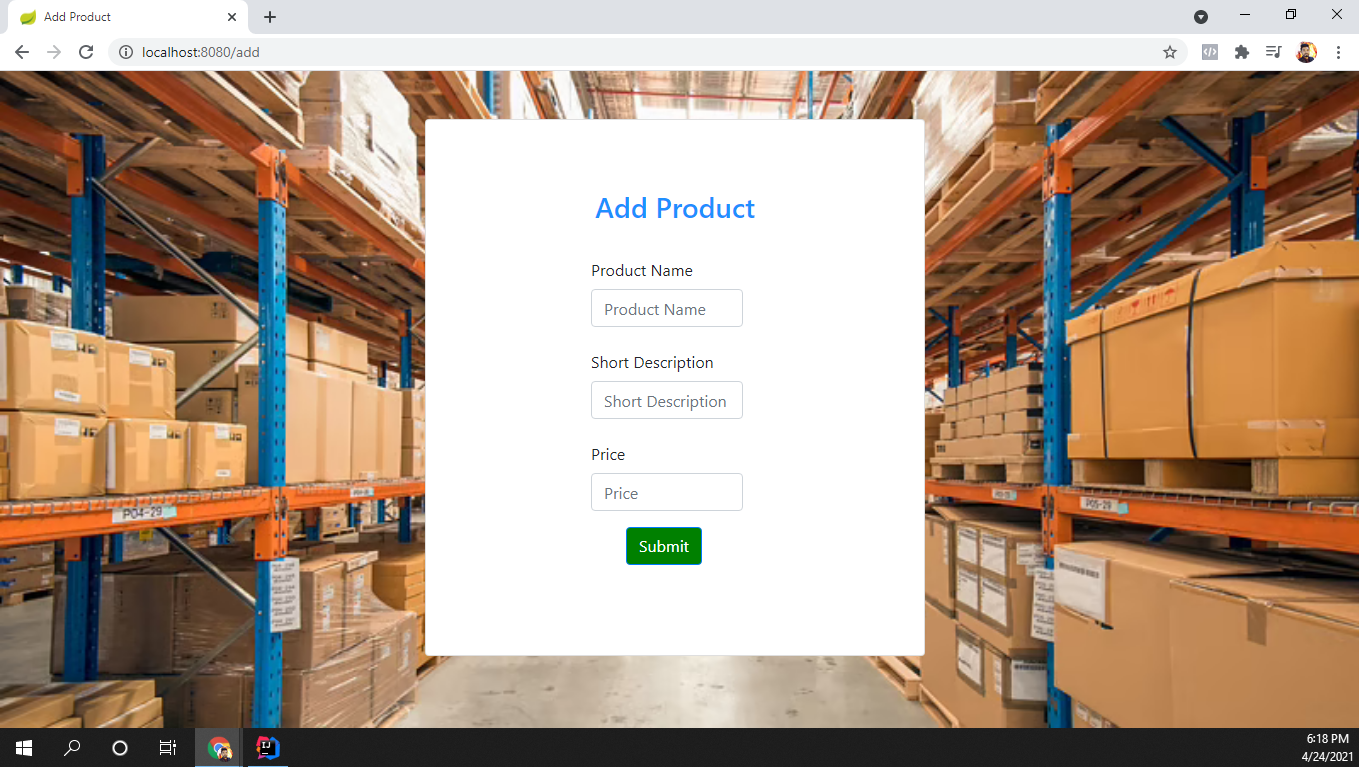 Add Product
localhost:8080/add
Add Product
Product Name
Product Name
Short Description
Short Description
Price
Price
Submit
P04-29
P05-29
IJ
6:18 PM
4/24/2021